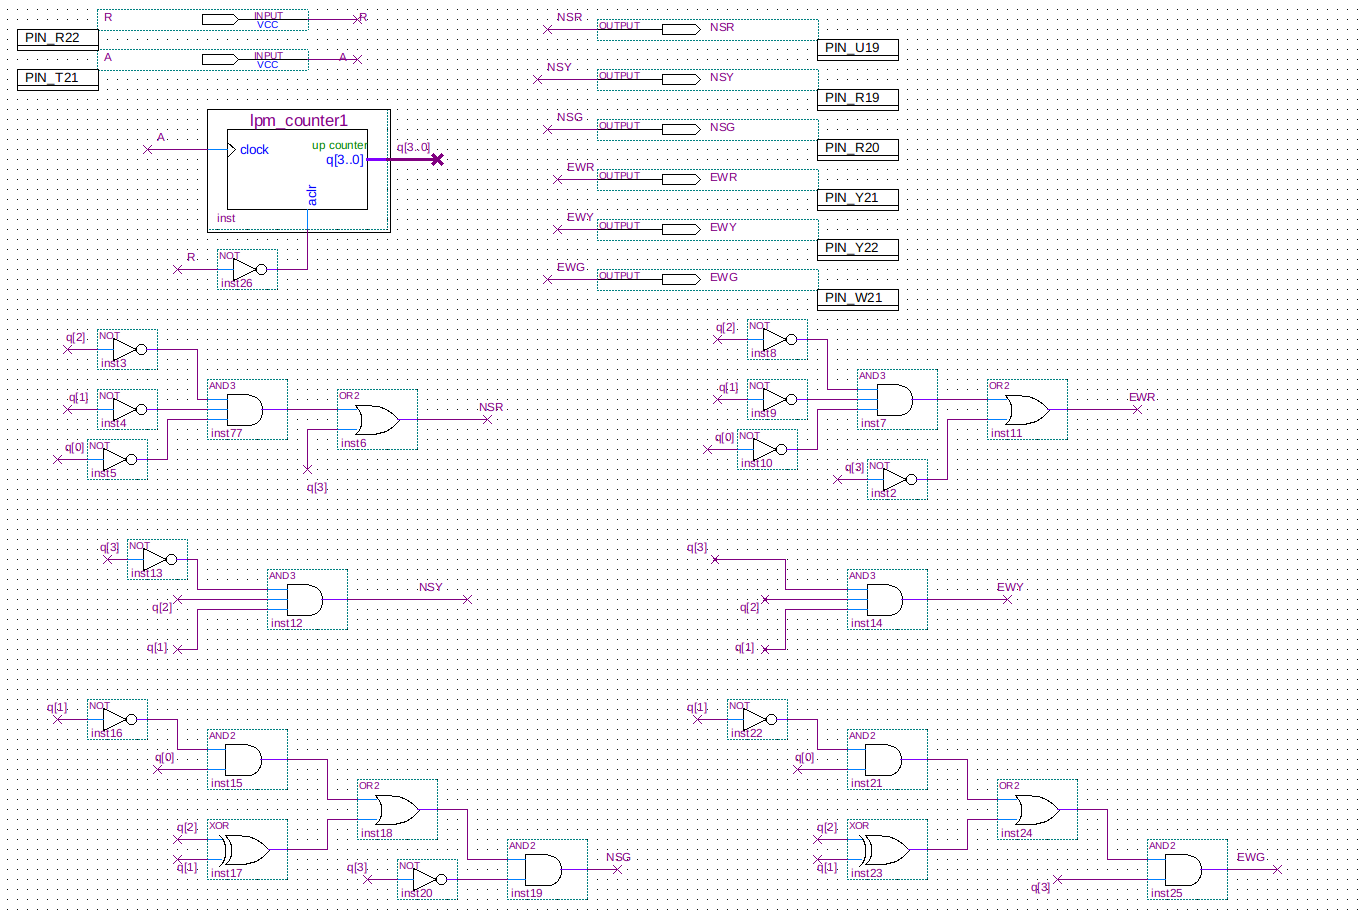 R
INPUT
VCC
R
PIN_R22
A
INPUT
VCC
A
PIN_T21
NSR
OUTPUT
NSR
PIN_U19
NSY
OUTPUT
NSY
PIN_R19
NSG
OUTPUT
NSG
PIN_R20
EWR
OUTPUT
EWR
PIN_Y21
EWY
OUTPUT
EWY
PIN_Y22
EWG
OUTPUT
EWG
PIN_W21
lpm_counter1
A
clock
up counter
q[3..0]
q[3..0]
aclr
inst
R
NOT
inst26
q[2]
NOT
inst3
q[1]
NOT
inst4
q[0]
NOT
inst5
AND3
inst77
OR2
inst6
q[3]
NSR
q[2]
NOT
inst8
q[1]
NOT
inst9
q[0]
NOT
inst10
AND3
inst7
OR2
inst11
q[3]
NOT
inst2
EWR
q[3]
NOT
inst13
q[2]
q[1]
AND3
inst12
NSY
q[3]
q[2]
q[1]
AND3
inst14
EWY
q[1]
NOT
inst16
q[0]
AND2
inst15
q[2]
q[1]
XOR
inst17
OR2
inst18
q[3]
NOT
inst20
AND2
inst19
NSG
q[1]
NOT
inst22
q[0]
AND2
inst21
q[2]
q[1]
XOR
inst23
OR2
inst24
q[3]
AND2
inst25
EWG